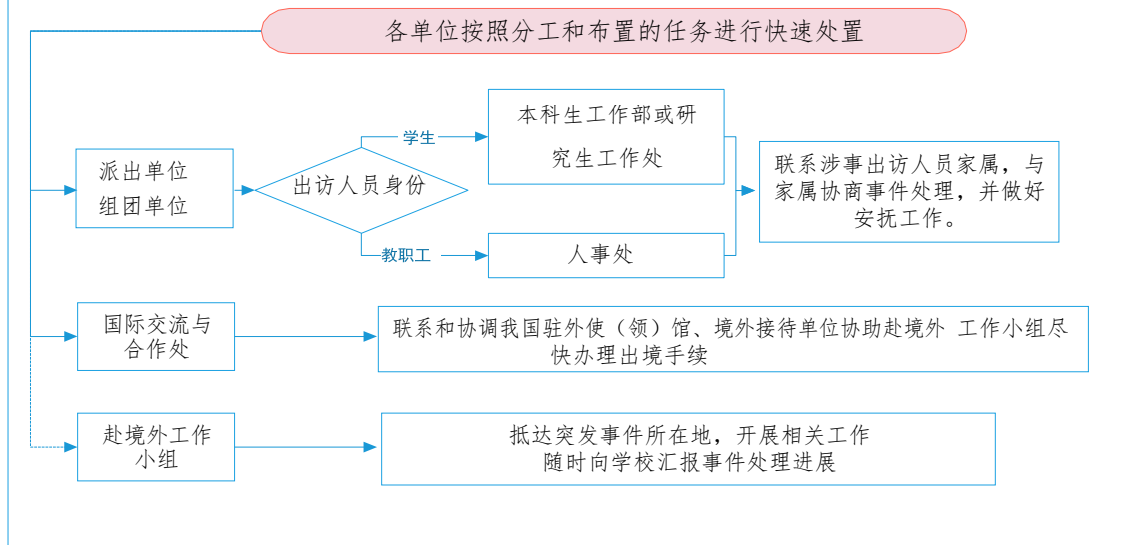 各单位按照分工和布置的任务进行快速处置
派出单位
组团单位
出访人员身份
学生
教职工
本科生工作部或研
究生工作处
人事处
联系涉事出访人员家属，与
家属协商事件处理，并做好
安抚工作。
国际交流与
合作处
联系和协调我国驻外使（领）馆、境外接待单位协助赴境外 工作小组尽
快办理出境手续
赴境外工作
小组
抵达突发事件所在地，开展相关工作
随时向学校汇报事件处理进展